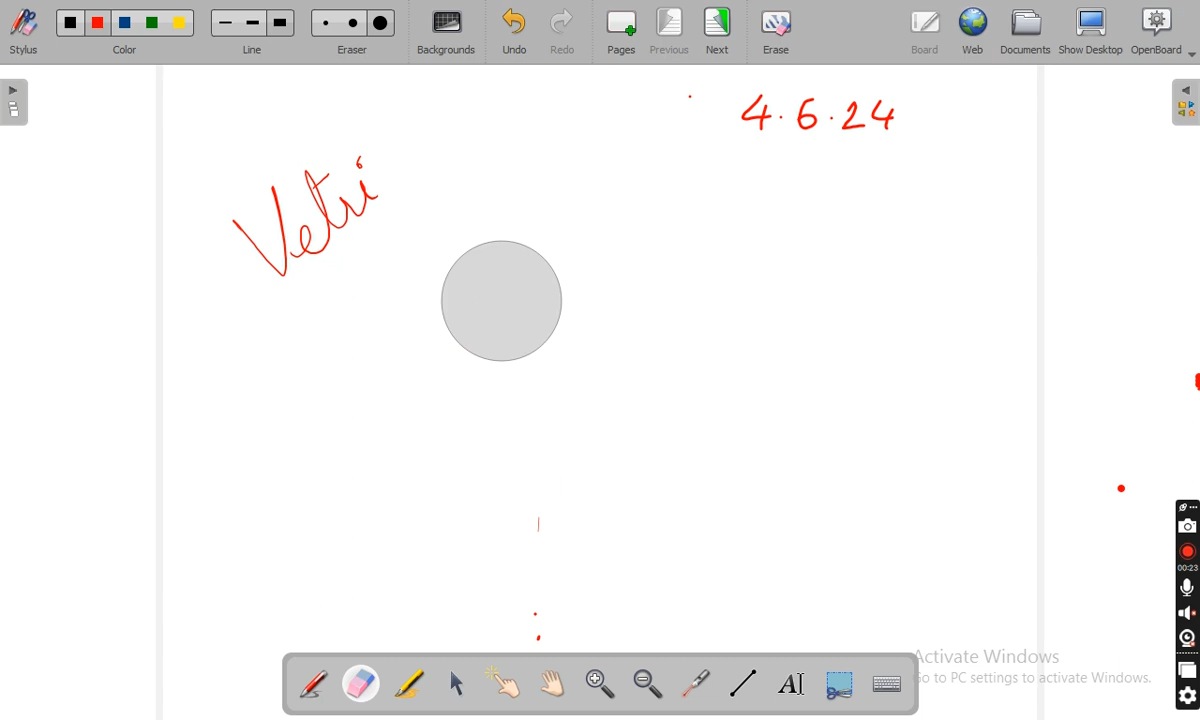 Stylus
Color
Line
Eraser
Backgrounds
Undo
Redo
Pages
Previous
Next
Erase
Board
Web
Documents
Show Desktop
OpenBoard
4.6.24
Vetri
00:23
Activate Windows
Go to PC settings to activate Windows.
AI